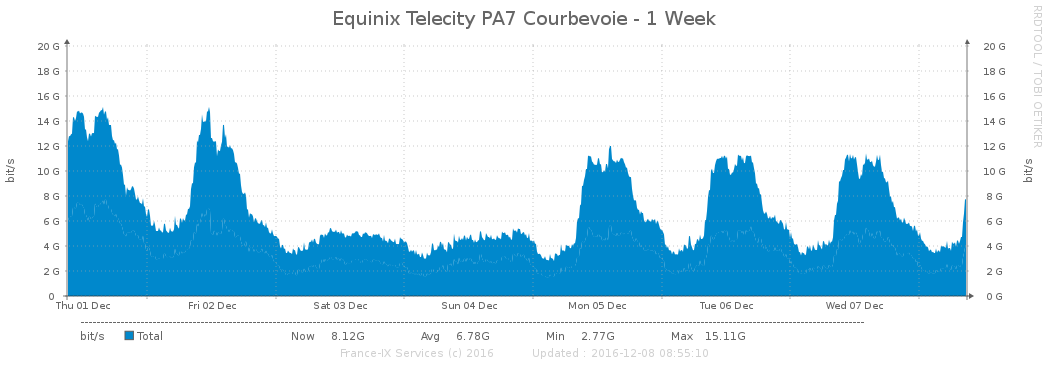 Equinix Telecity PA7 Courbevoie - 1 Week
RRDTOOL / TOBI OETIKER
bit/s
20 G 20 G
18 G 18 G
16 G 16 G
14 G 14 G
12 G 12 G
10 G 10 G
8 G 8 G
6 G 6 G
4 G 4 G
2 G 2 G
0 0 G
bit/s
Thu 01 Dec Fri 02 Dec Sat 03 Dec Sun 04 Dec Mon 05 Dec Tue 06 Dec Wed 07 Dec
bit/s Total Now 8.12G Avg 6.78G Min 2.77G Max 15.11G
France-IX Services (c) 2016 Updated : 2016-12-08 08:55:10